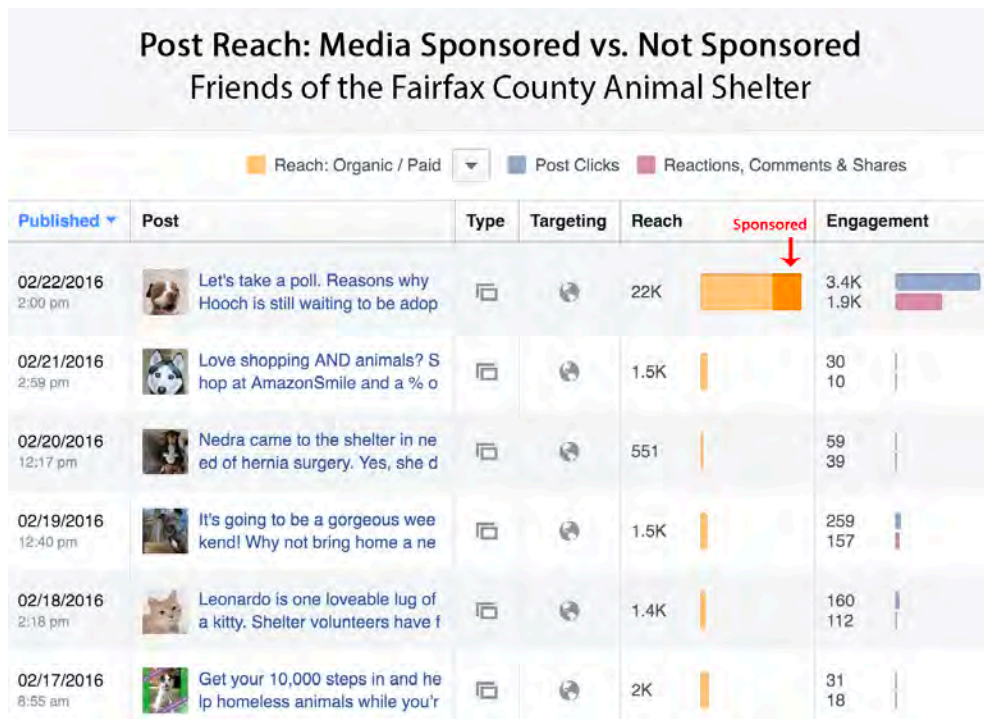 Post Reach: Media Sponsored vs. Not Sponsored
Friends of the Fairfax County Animal Shelter
Reach: Organic / Paid
Post Clicks
Reactions, Comments & Shares
Published
Post
Type
Targeting
Reach
Sponsored
Engagement
02/22/2016
2:00 pm
Let's take a poll. Reasons why
Hooch is still waiting to be adop
22K
3.4K
1.9K
02/21/2016
2:59 pm
Love shopping AND animals? S
hop at AmazonSmile and a % o
1.5K
30
10
02/20/2016
12:17 pm
Nedra came to the shelter in ne
ed of hernia surgery. Yes, she d
551
59
39
02/19/2016
12:40 pm
It's going to be a gorgeous wee
kend! Why not bring home a ne
1.5K
259
157
02/18/2016
2:18 pm
Leonardo is one loveable lug of
a kitty. Shelter volunteers have f
1.4K
160
112
02/17/2016
8:55 am
Get your 10,000 steps in and he
lp homeless animals while you'r
2K
31
18